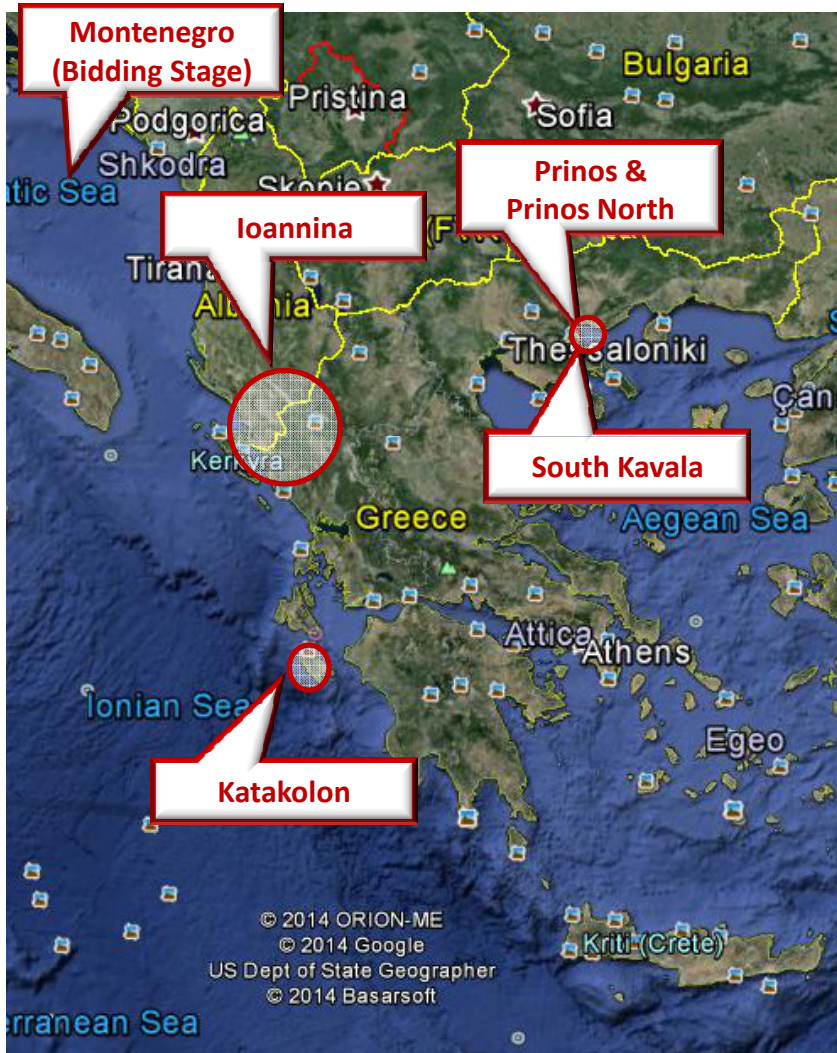 Montenegro
(Bidding Stage)
Bulgaria
Pristina
Podgorica
Sofia
Shkodra
Prinos &
Prinos North
Skopje
Sea
Ioannina
Tirana
Albania
Thessaloniki
Çan
South Kavala
Kerkyra
Greece
Aegean Sea
Attica
Athens
Ionian Sea
Egeo
Katakolon
© 2014 ORION-ME
© 2014 Google
US Dept of State Geographer
© 2014 Basarsoft
Kriti (Crete)
rranean Sea